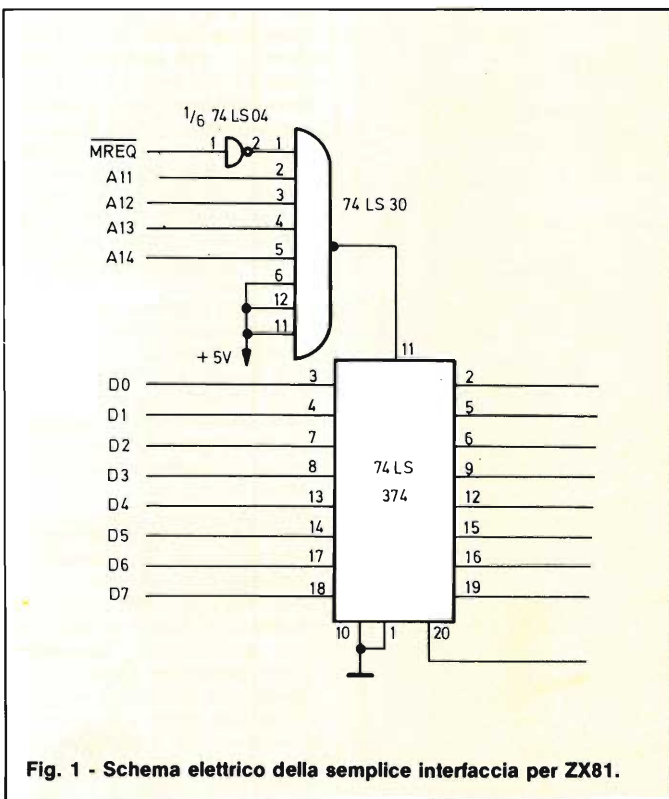 1/6 74 LS 04
MREQ 1 2 1
A11 2
A12 3
A13 4
A14 5
6
12
11
74 LS 30
+ 5V
11
D0 3 2
D1 4 5
D2 7 6
D3 8 9
D4 13 12
D5 14 15
D6 17 16
D7 18 19
74 LS
374
10 1 20
Fig. 1 - Schema elettrico della semplice interfaccia per ZX81.